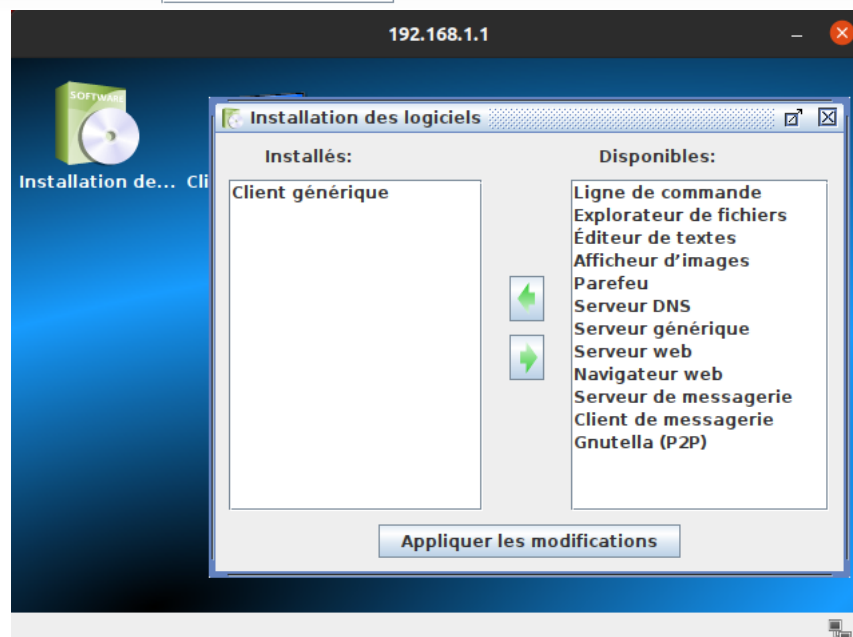 192.168.1.1
SOFTWARE
Installation de... Cli
Installation des logiciels
Installés:
Disponibles:
Client générique
Ligne de commande
Explorateur de fichiers
Éditeur de textes
Afficheur d'images
Parefeu
Serveur DNS
Serveur générique
Serveur web
Navigateur web
Serveur de messagerie
Client de messagerie
Gnutella (P2P)
Appliquer les modifications